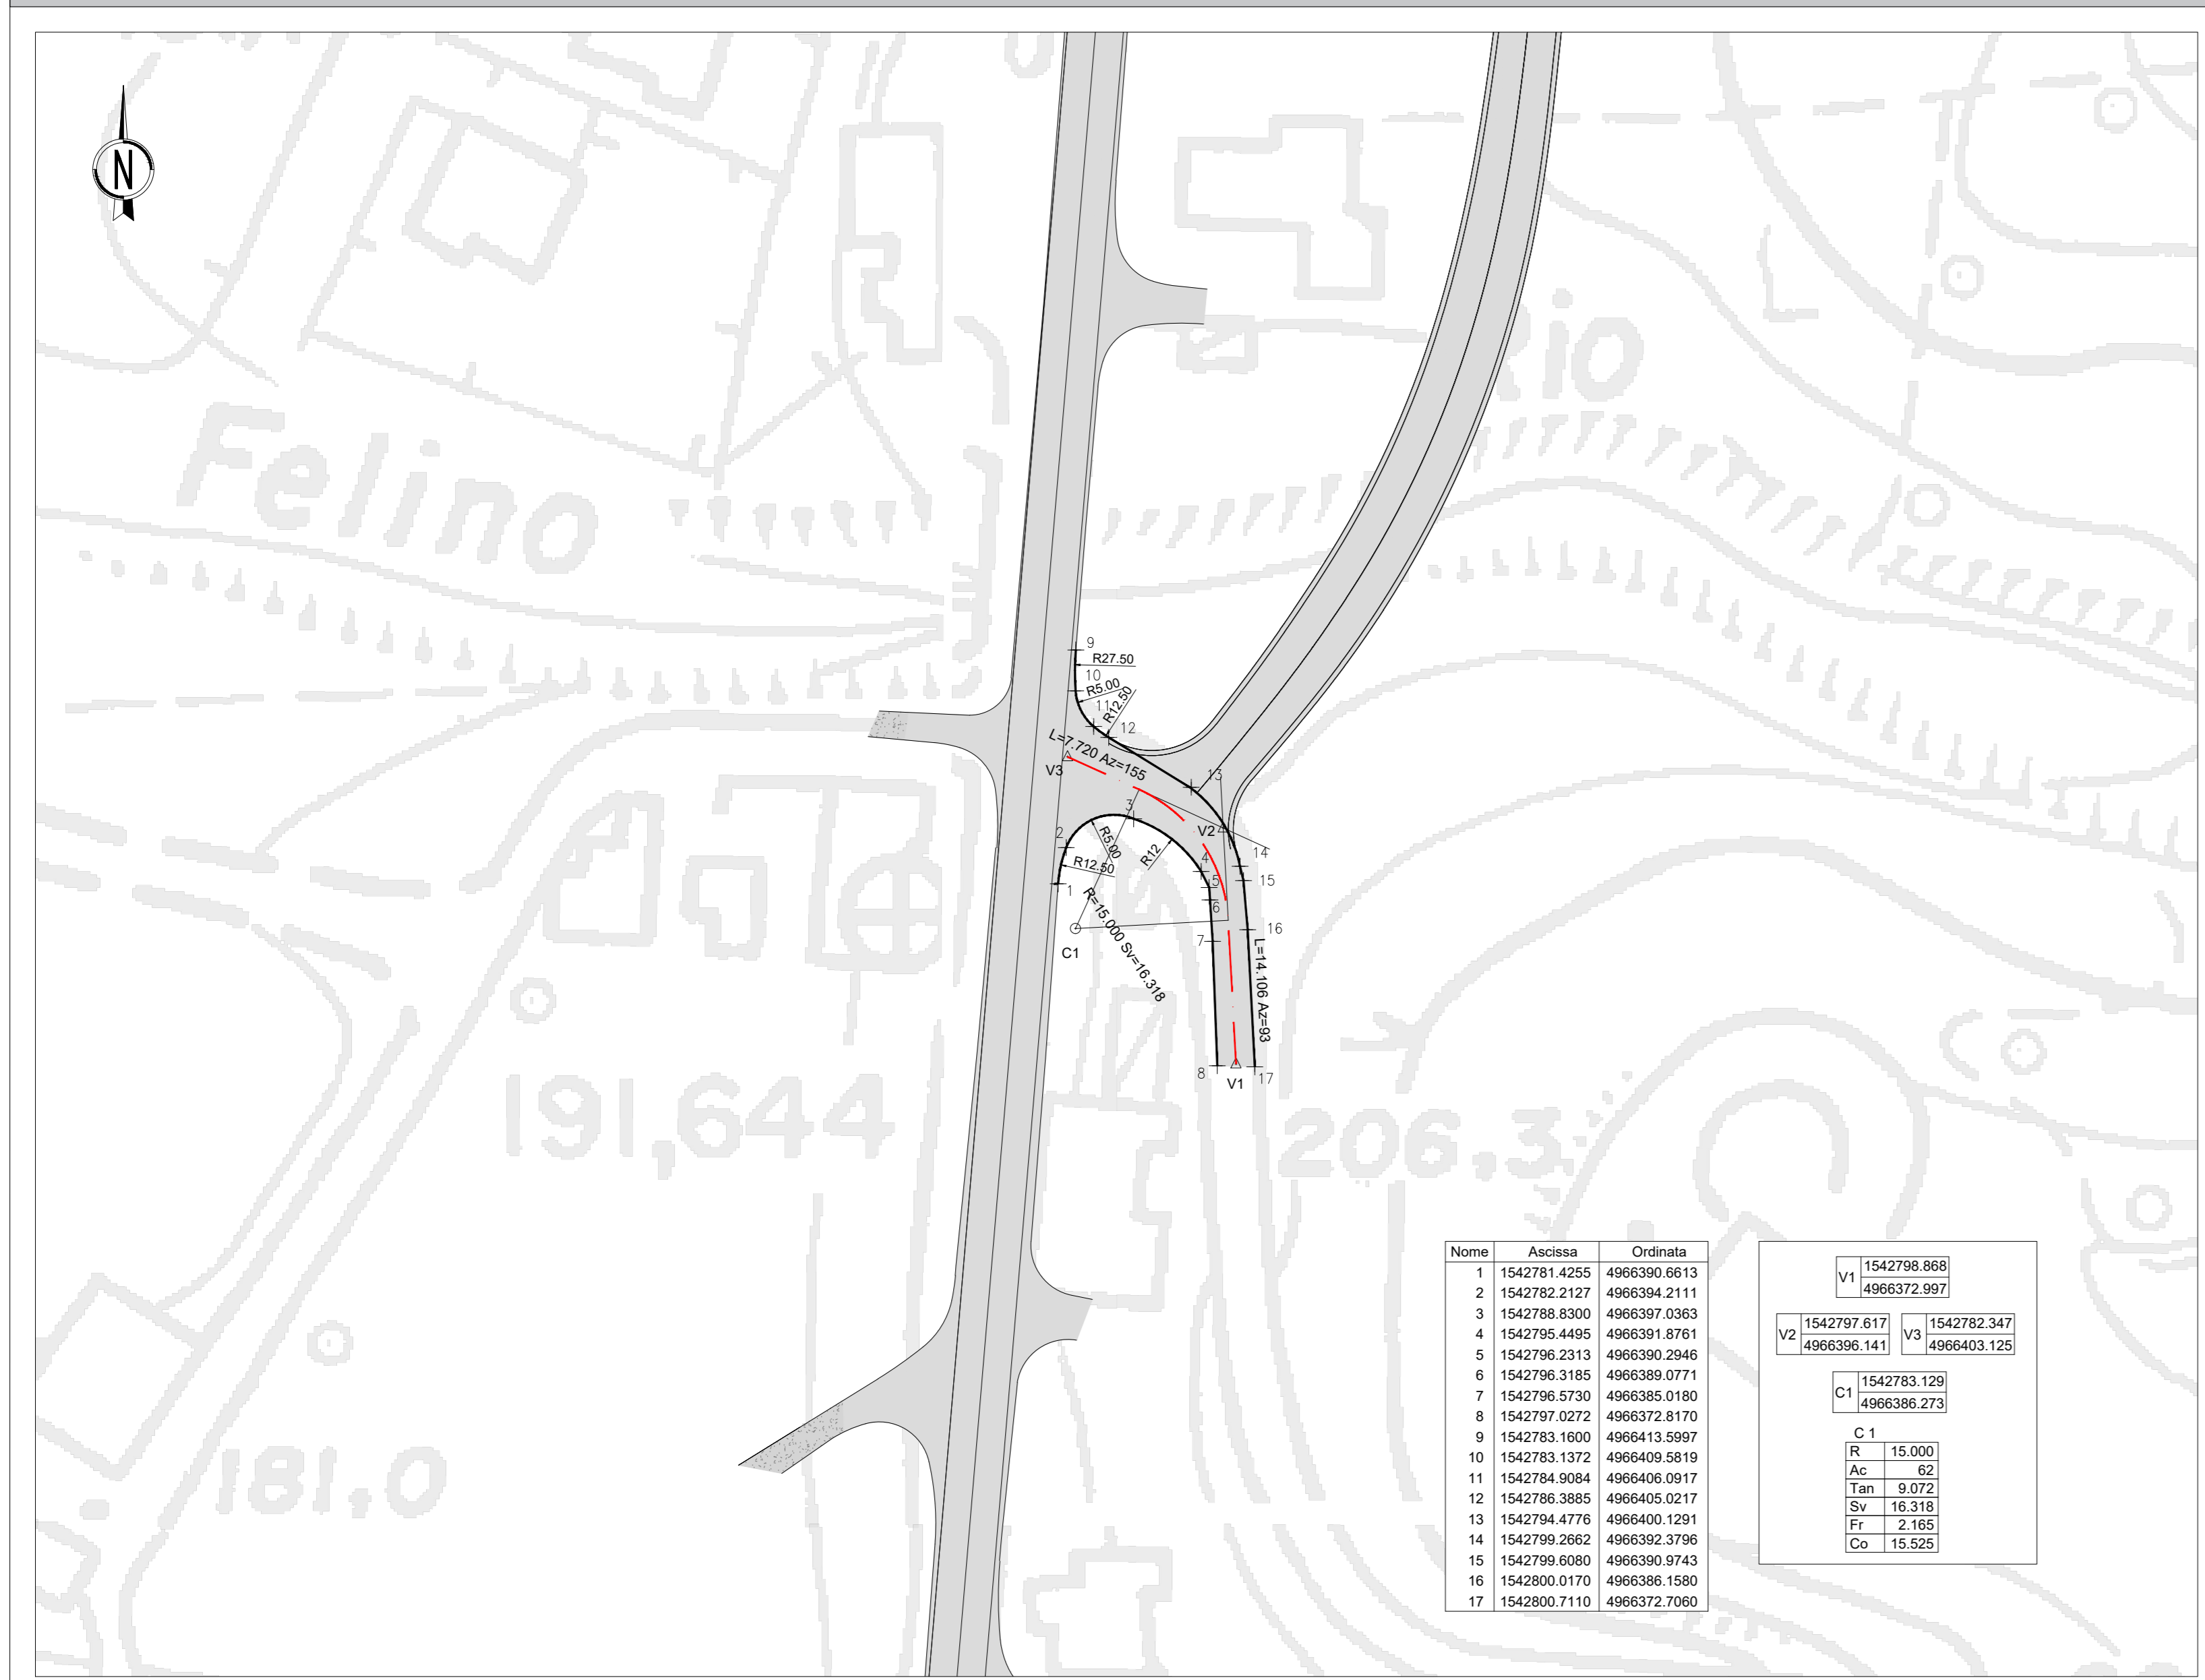 N
Felino
Rio
9
R27.50
10
R5.00
11
R12.50
12
L=7.720 Az=155
V3
13
3
2
R5.00
V2
R12
14
4
R12.50
5
15
1
6
R=15.000 Sv=16.318
16
7
C1
L=14.106 Az=93
8
V1
17
191,644
206,3
181,0
Nome Ascissa Ordinata
1 1542781.4255 4966390.6613
2 1542782.2127 4966394.2111
3 1542788.8300 4966397.0363
4 1542795.4495 4966391.8761
5 1542796.2313 4966390.2946
6 1542796.3185 4966389.0771
7 1542796.5730 4966385.0180
8 1542797.0272 4966372.8170
9 1542783.1600 4966413.5997
10 1542783.1372 4966409.5819
11 1542784.9084 4966406.0917
12 1542786.3885 4966405.0217
13 1542794.4776 4966400.1291
14 1542799.2662 4966392.3796
15 1542799.6080 4966390.9743
16 1542800.0170 4966386.1580
17 1542800.7110 4966372.7060
V1 1542798.868
4966372.997
V2 1542797.617
4966396.141
V3 1542782.347
4966403.125
C1 1542783.129
4966386.273
C 1
R 15.000
Ac 62
Tan 9.072
Sv 16.318
Fr 2.165
Co 15.525